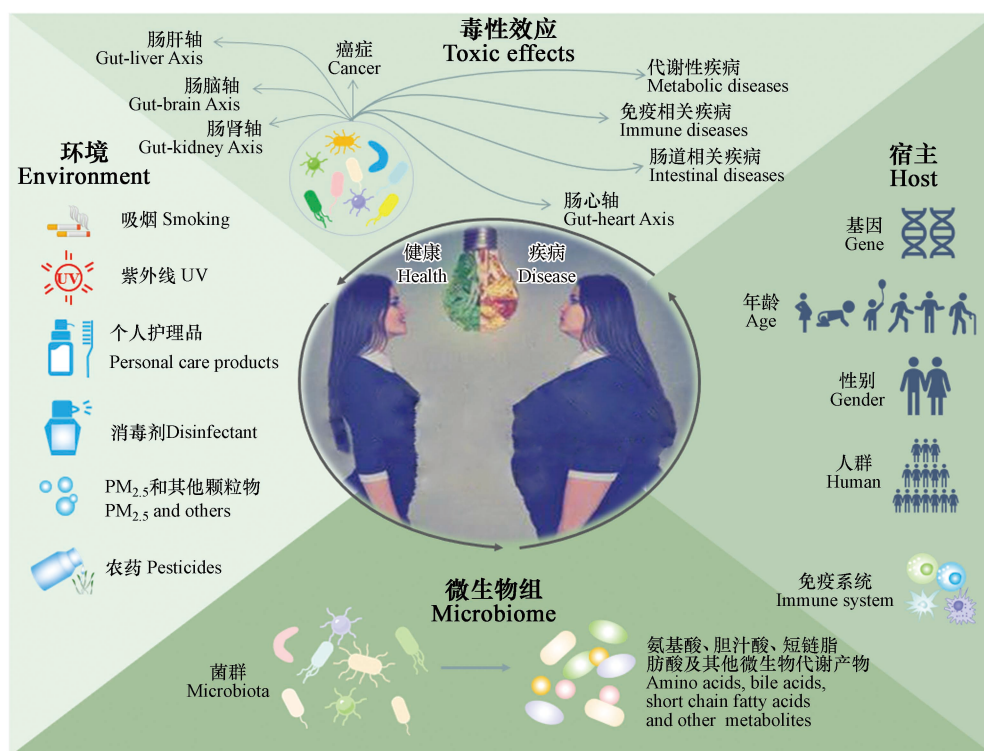 毒性效应
Toxic effects
肠肝轴
Gut-liver Axis
肠脑轴
Gut-brain Axis
肠肾轴
Gut-kidney Axis
癌症
Cancer
代谢性疾病
Metabolic diseases
免疫相关疾病
Immune diseases
肠道相关疾病
Intestinal diseases
肠心轴
Gut-heart Axis
环境
Environment
吸烟 Smoking
UV
紫外线 UV
个人护理品
Personal care products
消毒剂Disinfectant
PM2.5和其他颗粒物
PM2.5 and others
农药 Pesticides
健康
Health
疾病
Disease
宿主
Host
基因
Gene
年龄
Age
性别
Gender
人群
Human
免疫系统
Immune system
微生物组
Microbiome
菌群
Microbiota
氨基酸、胆汁酸、短链脂
肪酸及其他微生物代谢产物
Amino acids, bile acids,
short chain fatty acids
and other metabolites